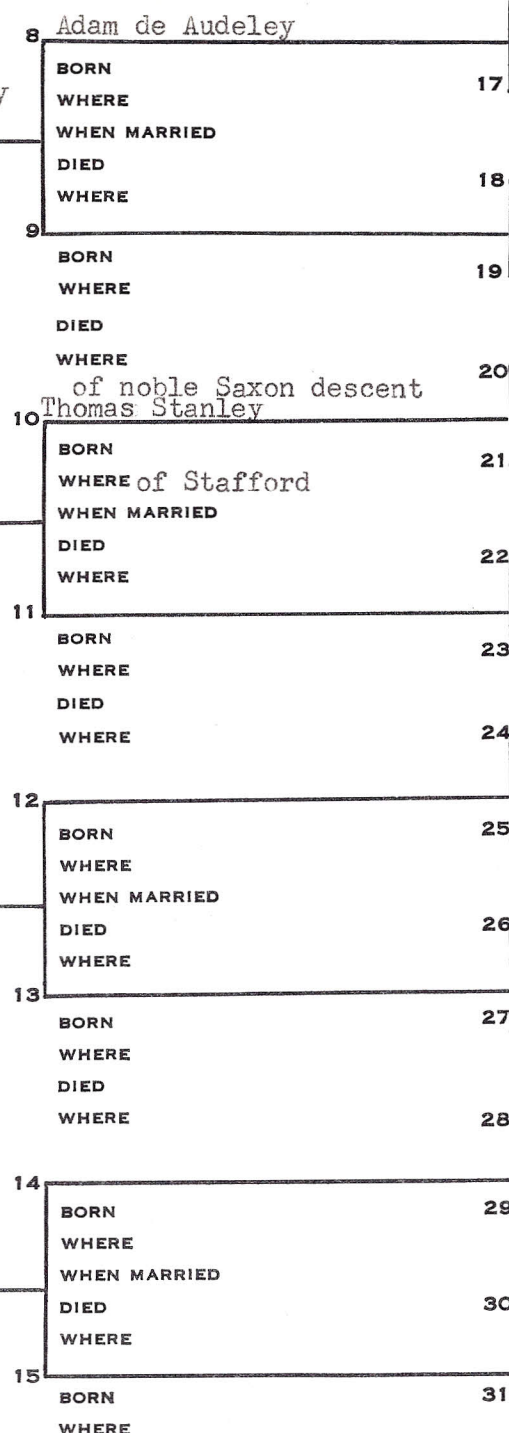 8 Adam de Audeley
BORN
17
y
WHERE
WHEN MARRIED
DIED
18
WHERE
9
BORN
19
WHERE
DIED
WHERE
20
of noble Saxon descent
10 Thomas Stanley
BORN
21
WHERE of Stafford
WHEN MARRIED
DIED
22
WHERE
11
BORN
23
WHERE
DIED
WHERE
24
12
BORN
25
WHERE
WHEN MARRIED
DIED
26
WHERE
13
BORN
27
WHERE
DIED
WHERE
28
14
BORN
29
WHERE
WHEN MARRIED
DIED
30
WHERE
15
BORN
31
WHERE